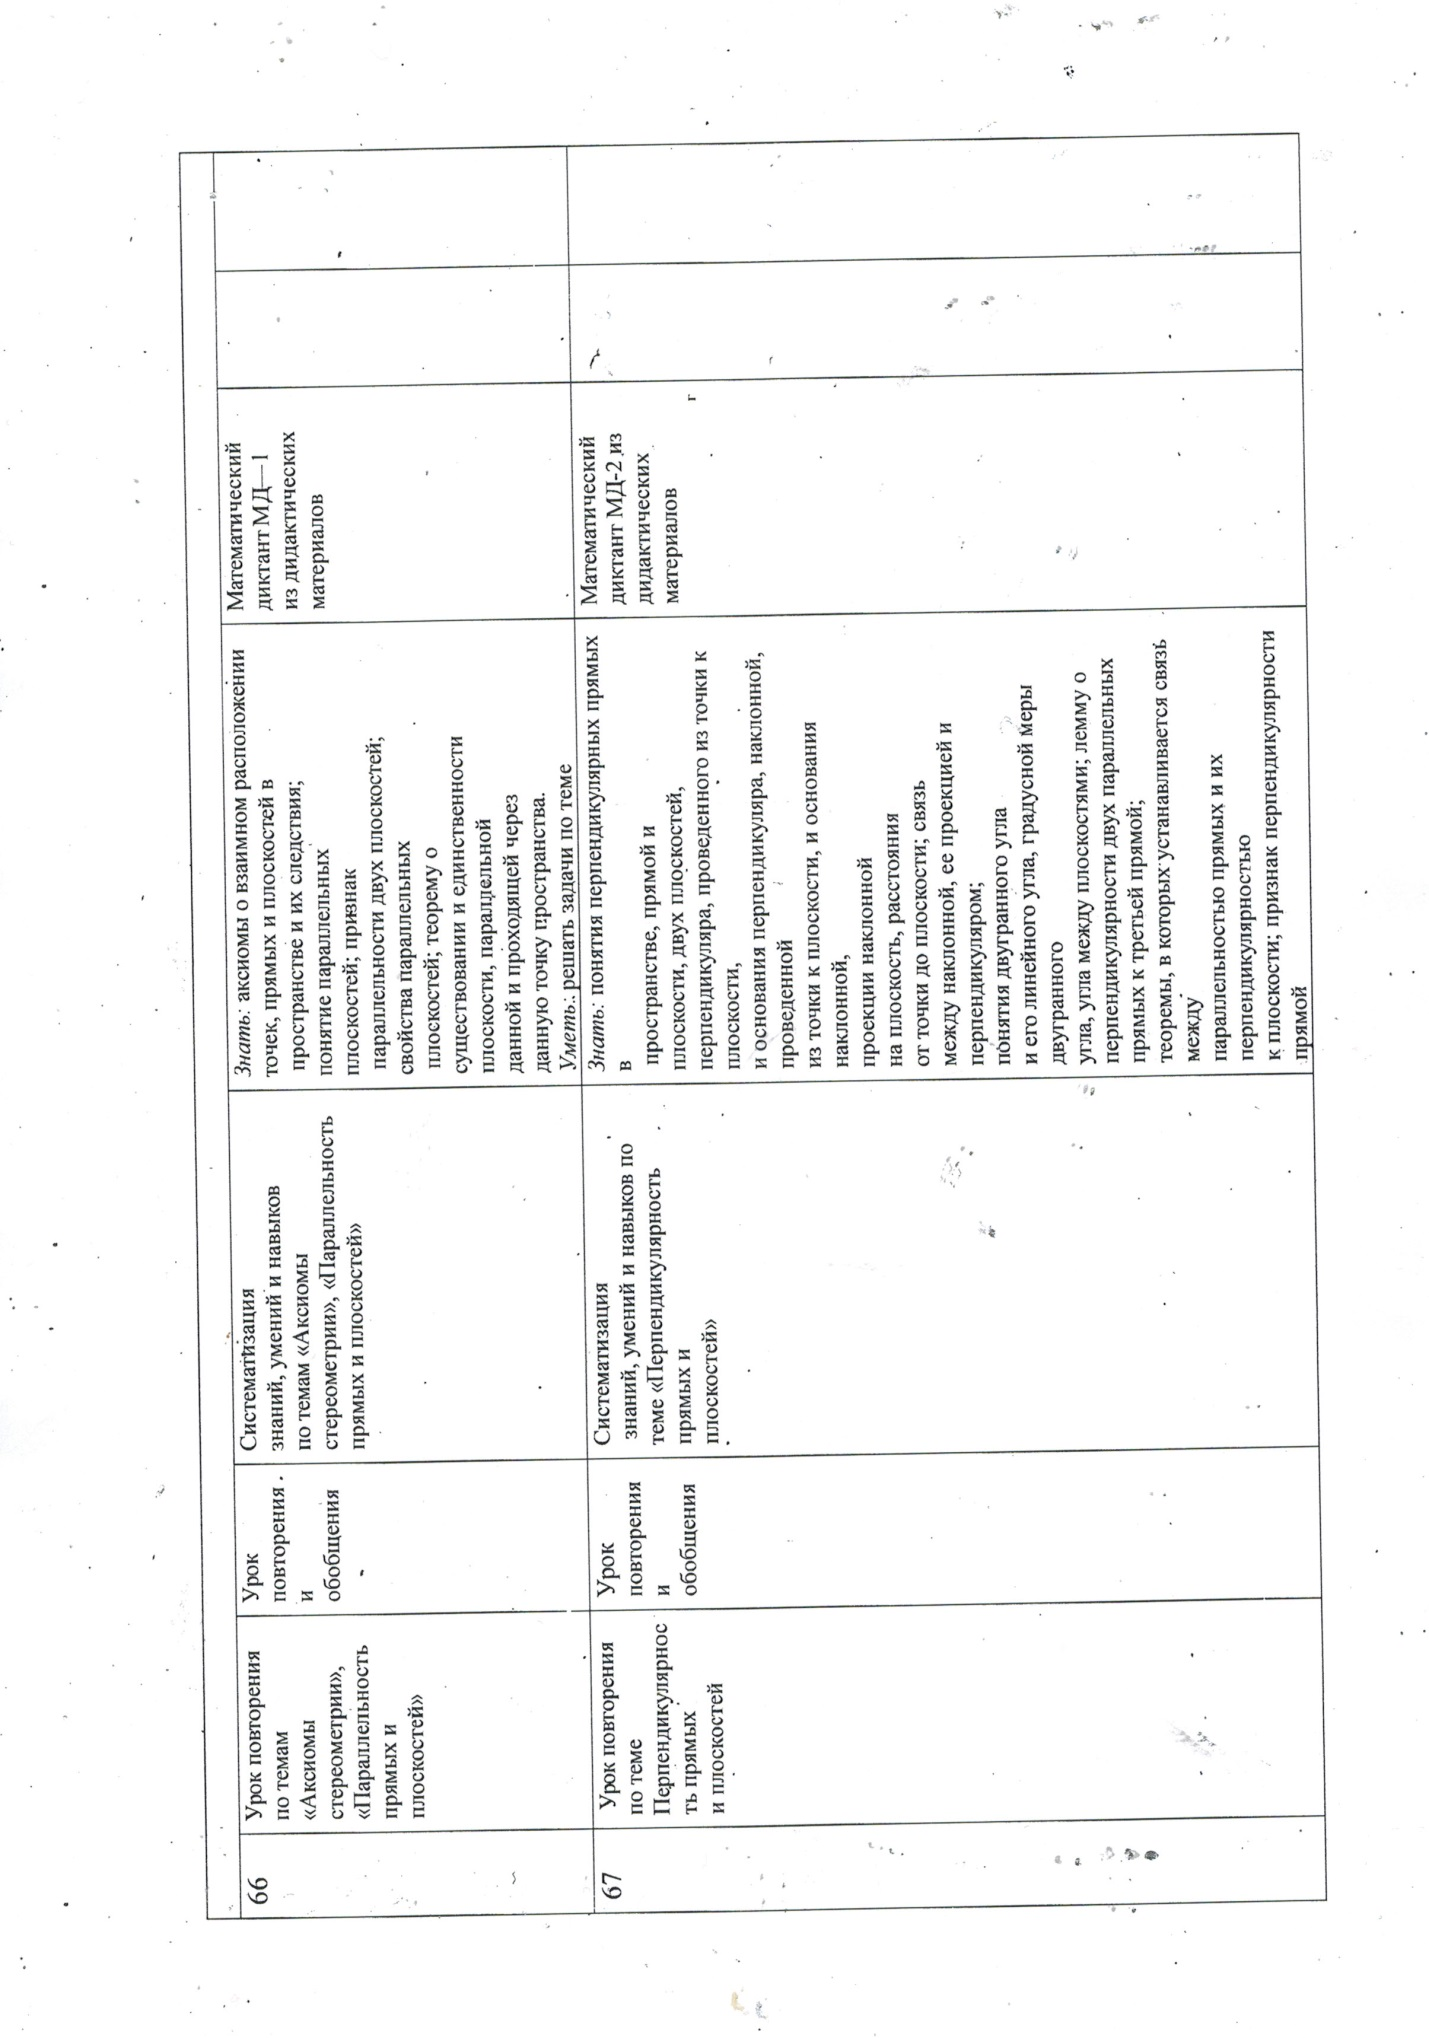 66
Урок повторения
по темам
«Аксиомы
стереометрии»,
«Параллельность
прямых и
плоскостей»
Урок
повторения
и
обобщения
Систематизация
знаний, умений и навыков
по темам «Аксиомы
стереометрии», «Параллельность
прямых и плоскостей»
Знать: аксиомы о взаимном расположении
точек, прямых и плоскостей в
пространстве и их следствия;
понятие параллельных
плоскостей; признак
параллельности двух плоскостей;
свойства параллельных
плоскостей; теорему о
существовании и единственности
плоскости, параллельной
данной и проходящей через
данную точку пространства.
Уметь: решать задачи по теме
Математический
диктант МД—1
из дидактических
материалов
67
Урок повторения
по теме
Перпендикулярнос
ть прямых
и плоскостей
Урок
повторения
и
обобщения
Систематизация
знаний, умений и навыков по
теме «Перпендикулярность
прямых и
плоскостей»
Знать: понятия перпендикулярных прямых
в
пространстве, прямой и
плоскости, двух плоскостей,
перпендикуляра, проведенного из точки к
плоскости,
и основания перпендикуляра, наклонной,
проведенной
из точки к плоскости, и основания
наклонной,
проекции наклонной
на плоскость, расстояния
от точки до плоскости; связь
между наклонной, ее проекцией и
перпендикуляром;
понятия двугранного угла
и его линейного угла, градусной меры
двугранного
угла, угла между плоскостями; лемму о
перпендикулярности двух параллельных
прямых к третьей прямой;
теоремы, в которых устанавливается связь
между
параллельностью прямых и их
перпендикулярностью
к плоскости; признак перпендикулярности
прямой
Математический
диктант МД-2 из
дидактических
материалов